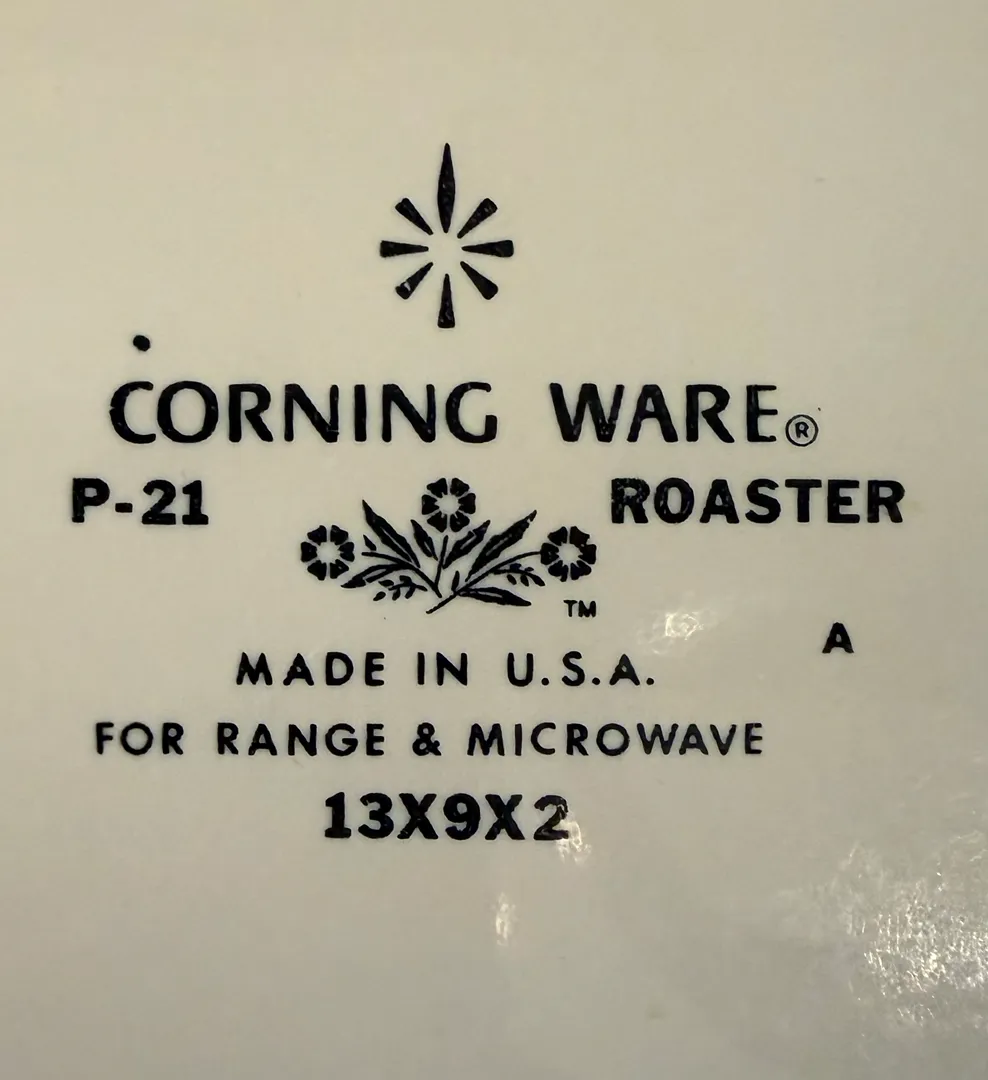 CORNING WARE®
P-21 ROASTER
TM
A
MADE IN U.S.A.
FOR RANGE & MICROWAVE
13X9X2